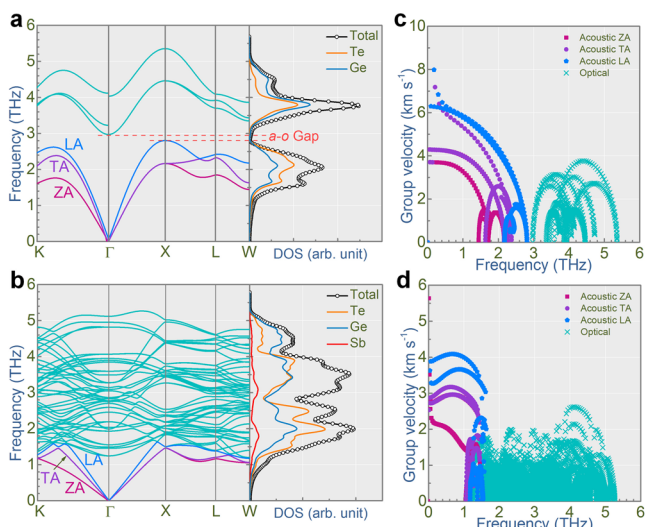 a
Frequency (THz)
6
5
4
3
2
1
0
LA
TA
ZA
a-o Gap
Total
Te
Ge
K
Γ
X
L
W
DOS (arb. unit)
b
Frequency (THz)
6
5
4
3
2
1
0
LA
TA
ZA
Total
Te
Ge
Sb
K
Γ
X
L
W
DOS (arb. unit)
c
Group velocity (km s⁻¹)
10
8
6
4
2
0
Acoustic ZA
Acoustic TA
Acoustic LA
Optical
0
1
2
3
4
5
6
Frequency (THz)
d
Group velocity (km s⁻¹)
6
5
4
3
2
1
0
Acoustic ZA
Acoustic TA
Acoustic LA
Optical
0
1
2
3
4
5
6
Frequency (THz)